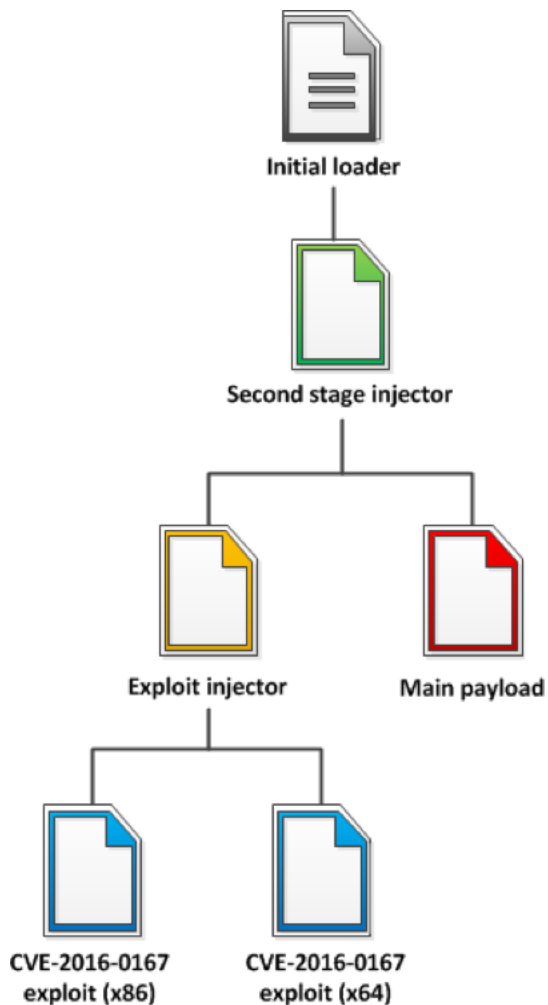 Initial loader
Second stage injector
Exploit injector
Main payload
CVE-2016-0167
exploit (x86)
CVE-2016-0167
exploit (x64)